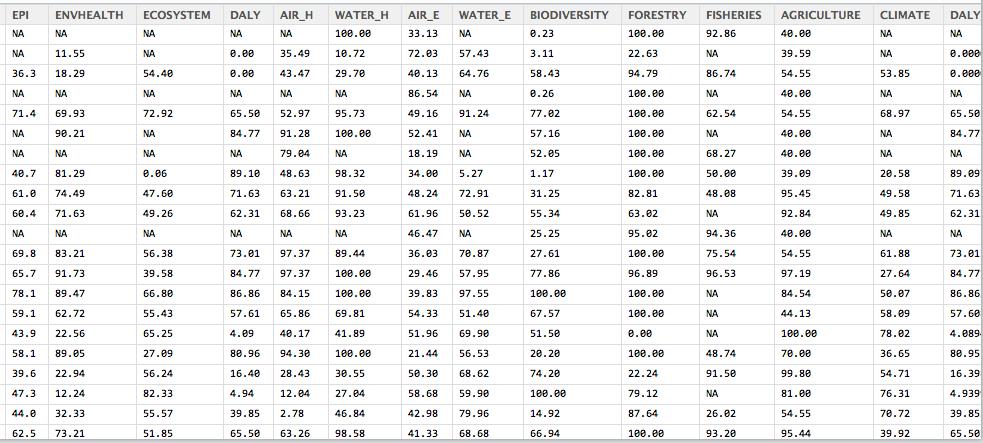 EPI ENVHEALTH ECOSYSTEM DALY AIR_H WATER_H AIR_E WATER_E BIODIVERSITY FORESTRY FISHERIES AGRICULTURE CLIMATE DALY
NA NA NA NA NA 100.00 33.13 NA 0.23 100.00 92.86 40.00 NA NA
NA 11.55 NA 0.00 35.49 10.72 72.03 57.43 3.11 22.63 NA 39.59 NA 0.000
36.3 18.29 54.40 0.00 43.47 29.70 40.13 64.76 58.43 94.79 86.74 54.55 53.85 0.000
NA NA NA NA NA NA 86.54 NA 0.26 100.00 NA 40.00 NA NA
71.4 69.93 72.92 65.50 52.97 95.73 49.16 91.24 77.02 100.00 62.54 54.55 68.97 65.50
NA 90.21 NA 84.77 91.28 100.00 52.41 NA 57.16 100.00 NA 40.00 NA 84.77
NA NA NA NA 79.04 NA 18.19 NA 52.05 100.00 68.27 40.00 NA NA
40.7 81.29 0.06 89.10 48.63 98.32 34.00 5.27 1.17 100.00 50.00 39.09 20.58 89.09
61.0 74.49 47.60 71.63 63.21 91.50 48.24 72.91 31.25 82.81 48.08 95.45 49.58 71.63
60.4 71.63 49.26 62.31 68.66 93.23 61.96 50.52 55.34 63.02 NA 92.84 49.85 62.31
NA NA NA NA NA NA 46.47 NA 25.25 95.02 94.36 40.00 NA NA
69.8 83.21 56.38 73.01 97.37 89.44 36.03 70.87 27.61 100.00 75.54 54.55 61.88 73.01
65.7 91.73 39.58 84.77 97.37 100.00 29.46 57.95 77.86 96.89 96.53 97.19 27.64 84.77
78.1 89.47 66.80 86.86 84.15 100.00 39.83 97.55 100.00 100.00 NA 84.54 50.07 86.86
59.1 62.72 55.43 57.61 65.86 69.81 54.33 51.40 67.57 100.00 NA 44.13 58.09 57.60
43.9 22.56 65.25 4.09 40.17 41.89 51.96 69.90 51.50 0.00 NA 100.00 78.02 4.089
58.1 89.05 27.09 80.96 94.30 100.00 21.44 56.53 20.20 100.00 48.74 70.00 36.65 80.95
39.6 22.94 56.24 16.40 28.43 30.55 50.30 68.62 74.20 22.24 91.50 99.80 54.71 16.39
47.3 12.24 82.33 4.94 12.04 27.04 58.68 59.90 100.00 79.12 NA 81.00 76.31 4.939
44.0 32.33 55.57 39.85 2.78 46.84 42.98 79.96 14.92 87.64 26.02 54.55 70.72 39.85
62.5 73.21 51.85 65.50 63.26 98.58 41.33 68.68 66.94 100.00 93.20 95.44 39.92 65.50